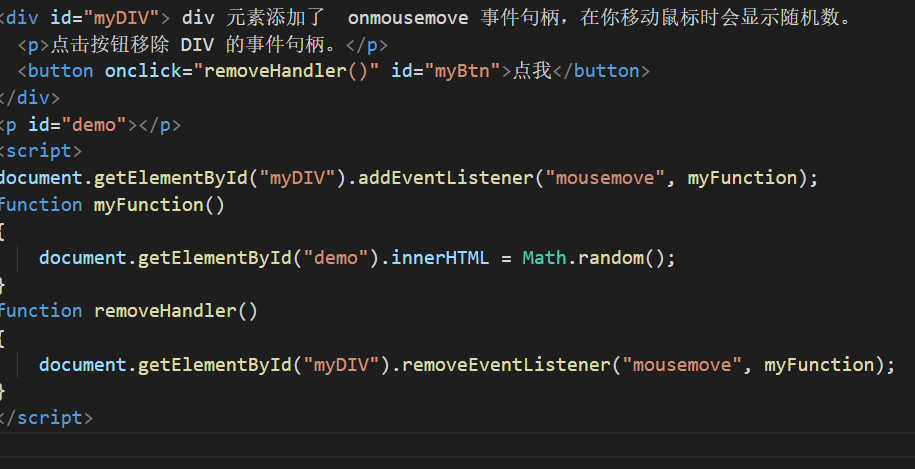 <div id="myDIV"> div 元素添加了  onmousemove 事件句柄，在你移动鼠标时会显示随机数。
  <p>点击按钮移除 DIV 的事件句柄。</p>
  <button onclick="removeHandler()" id="myBtn">点我</button>
</div>
<p id="demo"></p>
<script>
document.getElementById("myDIV").addEventListener("mousemove", myFunction);
function myFunction()
{
    document.getElementById("demo").innerHTML = Math.random();
}
function removeHandler()
{
    document.getElementById("myDIV").removeEventListener("mousemove", myFunction);
}
</script>